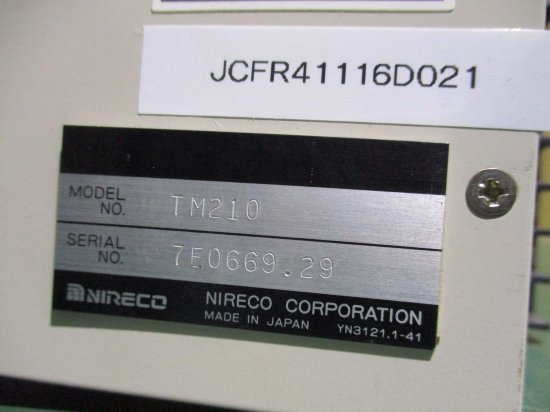 JCFR41116D021
MODEL NO. TM210
SERIAL NO. 7E0669.29
NIRECO NIRECO CORPORATION
MADE IN JAPAN YN3121.1-41